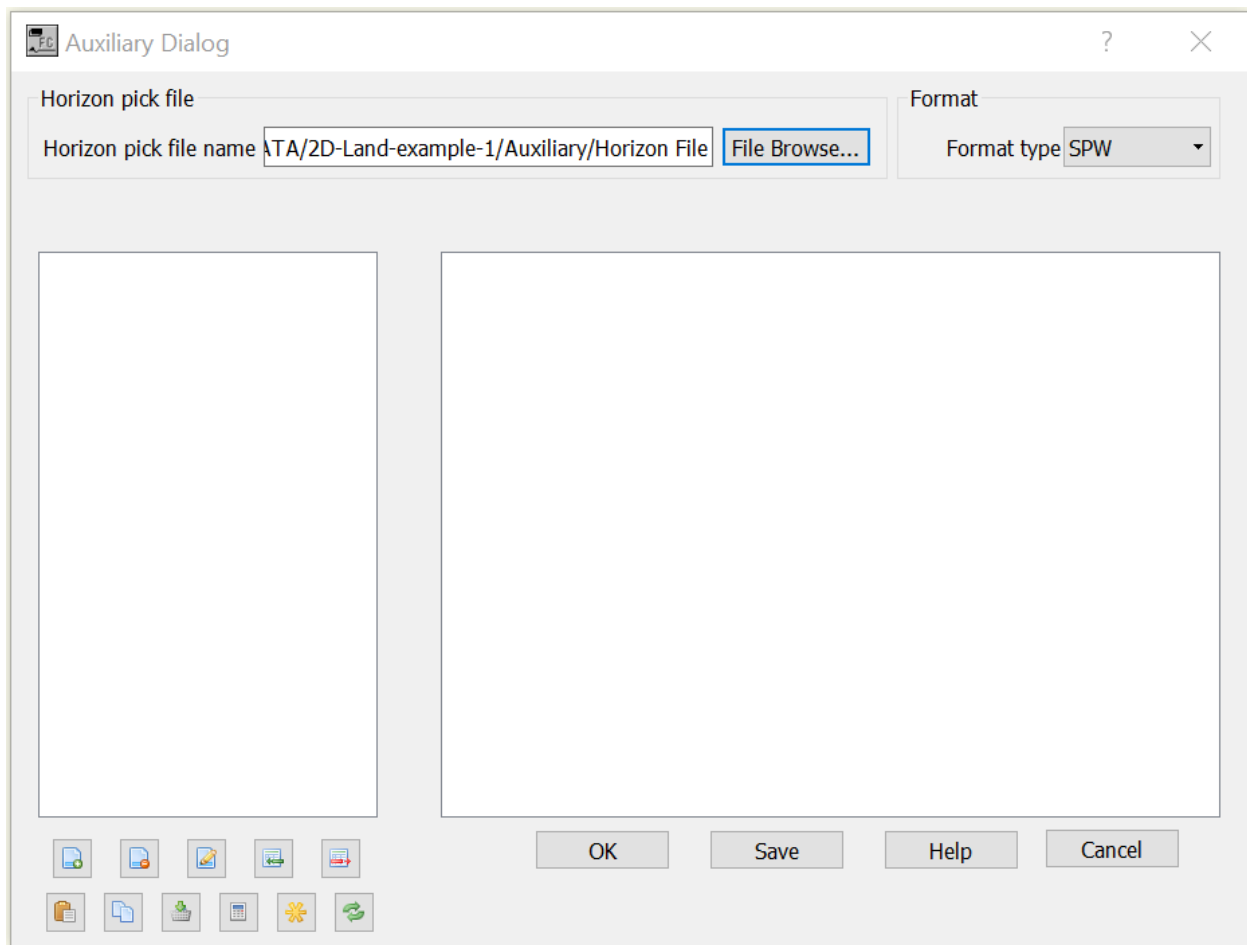 FC Auxiliary Dialog ?
Horizon pick file
Format
Horizon pick file name ATA/2D-Land-example-1/Auxiliary/Horizon File File Browse... Format type SPW
OK Save Help Cancel